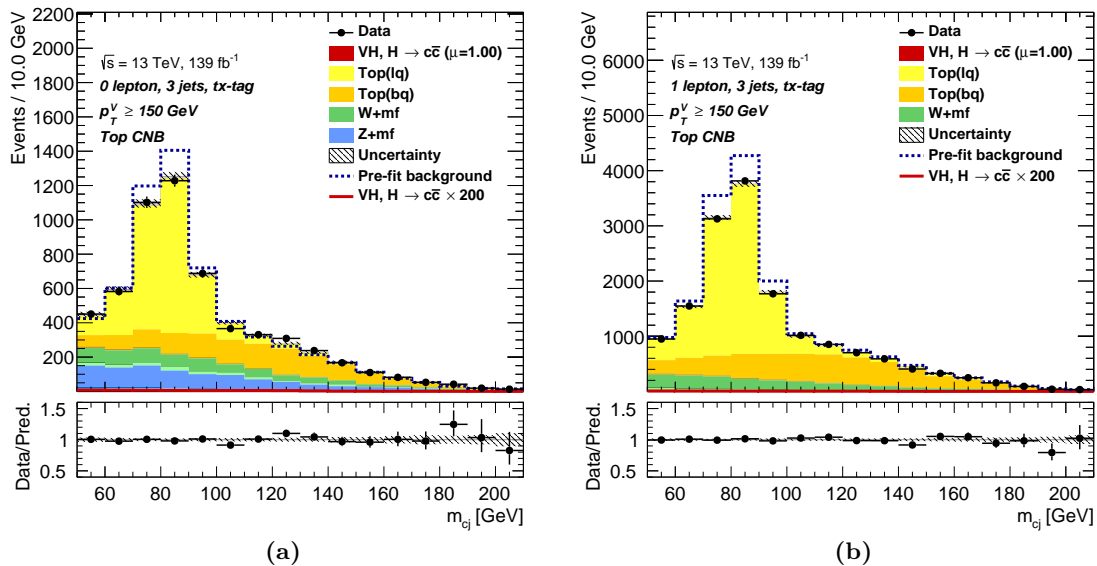 Events / 10.0 GeV
2200
2000
1800
1600
1400
1200
1000
800
600
400
200
√s = 13 TeV, 139 fb⁻¹
0 lepton, 3 jets, tx-tag
p_T^V ≥ 150 GeV
Top CNB
Data
VH, H → cc̄ (μ=1.00)
Top(lq)
Top(bq)
W+mf
Z+mf
Uncertainty
Pre-fit background
VH, H → cc̄ × 200
Data/Pred.
1.5
1
0.5
60 80 100 120 140 160 180 200
m_cj [GeV]
(a)
Events / 10.0 GeV
6000
5000
4000
3000
2000
1000
√s = 13 TeV, 139 fb⁻¹
1 lepton, 3 jets, tx-tag
p_T^V ≥ 150 GeV
Top CNB
Data
VH, H → cc̄ (μ=1.00)
Top(lq)
Top(bq)
W+mf
Uncertainty
Pre-fit background
VH, H → cc̄ × 200
Data/Pred.
1.5
1
0.5
60 80 100 120 140 160 180 200
m_cj [GeV]
(b)